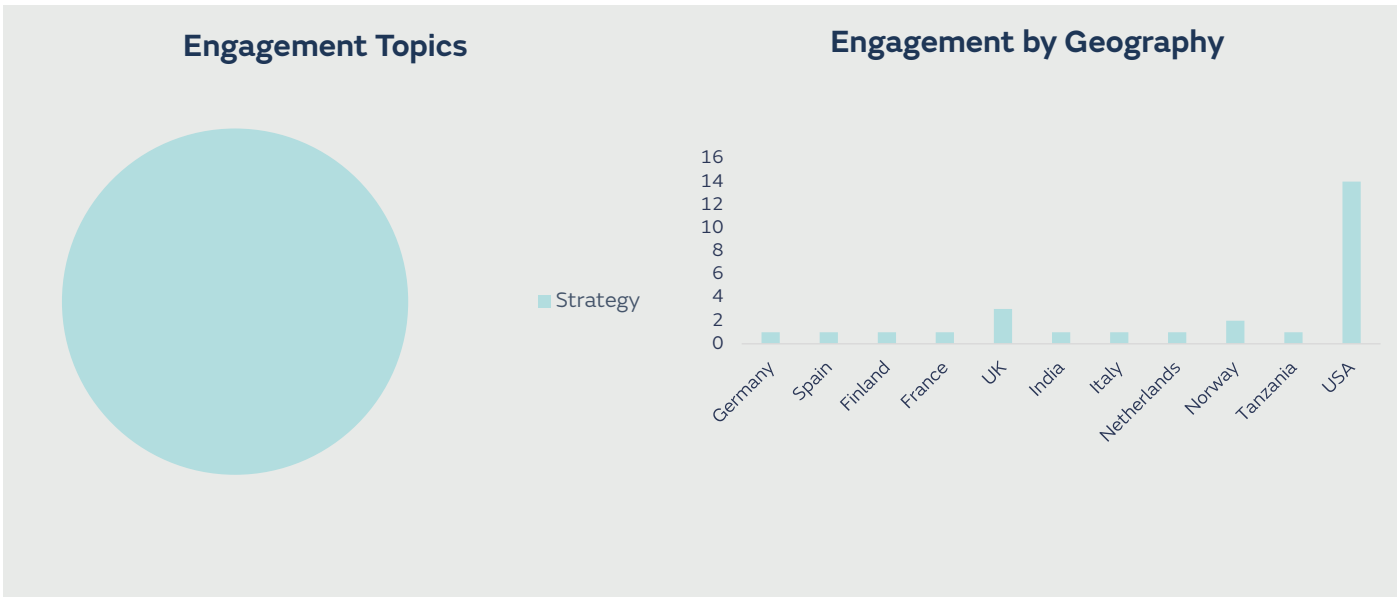 Engagement Topics
Strategy
Engagement by Geography
16
14
12
10
8
6
4
2
0
Germany
Spain
Finland
France
UK
India
Italy
Netherlands
Norway
Tanzania
USA